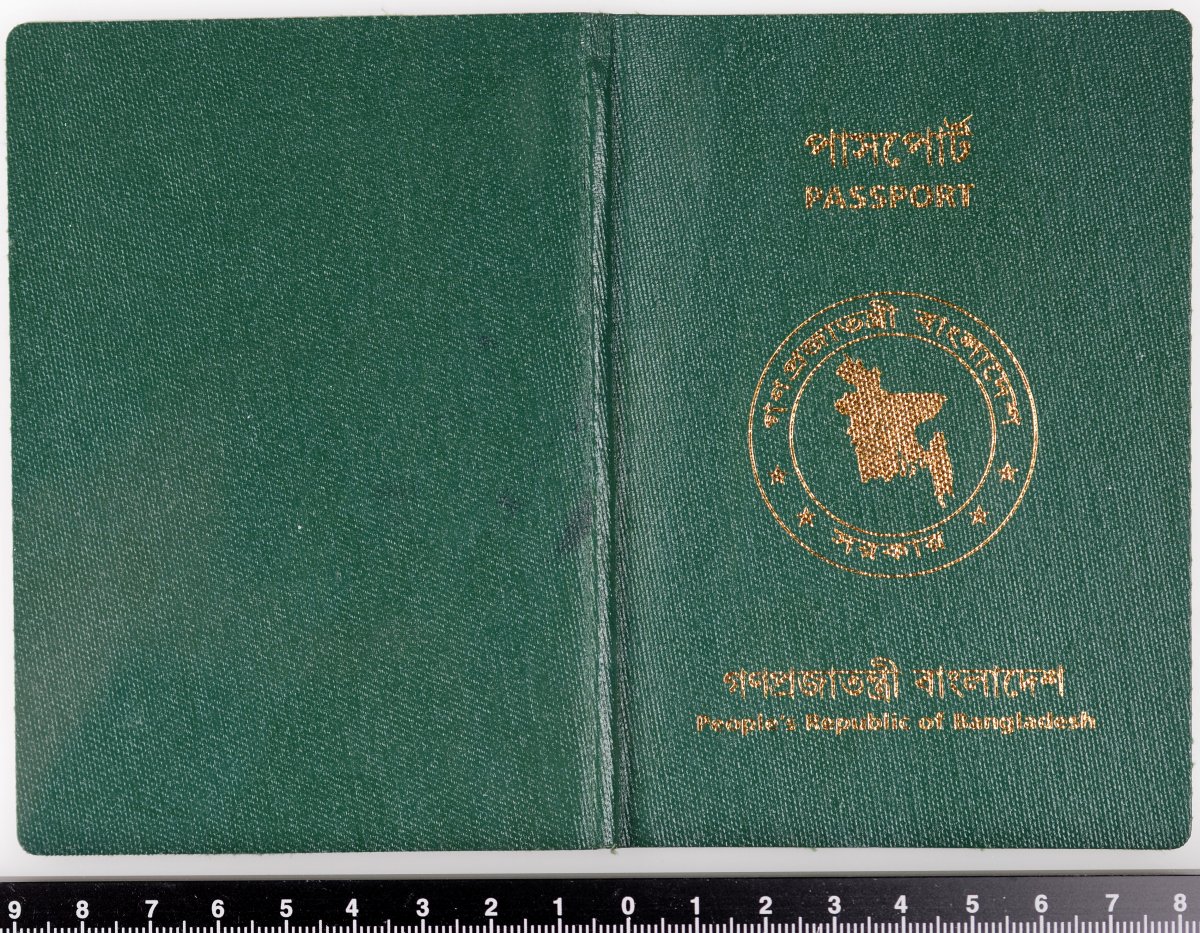 পাসপোর্ট
PASSPORT
গণপ্রজাতন্ত্রী বাংলাদেশ
সরকার
গণপ্রজাতন্ত্রী বাংলাদেশ
People's Republic of Bangladesh
9 8 7 6 5 4 3 2 1 0 1 2 3 4 5 6 7 8